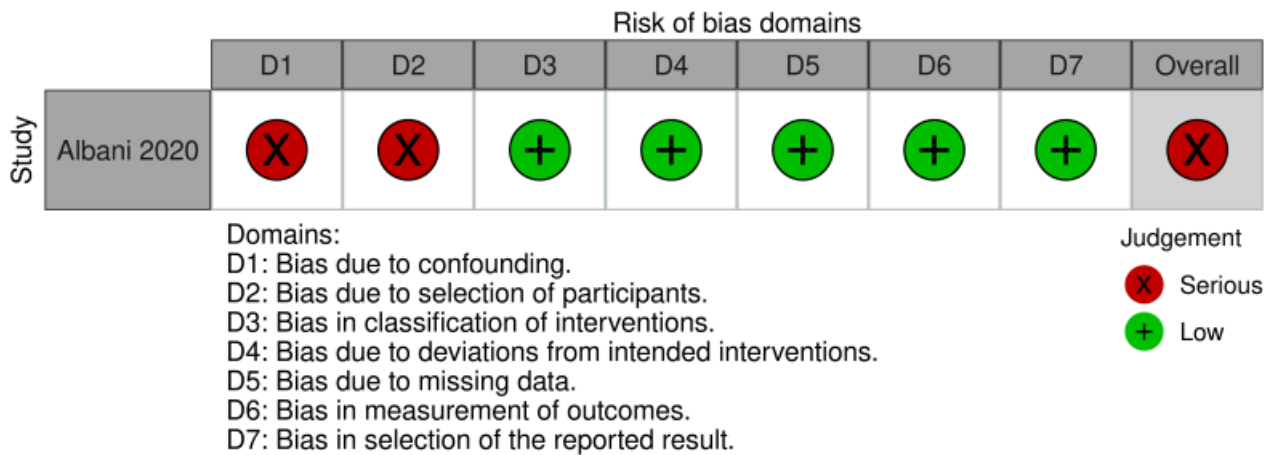 Risk of bias domains
D1 D2 D3 D4 D5 D6 D7 Overall
Study
Albani 2020 X X + + + + + X
Domains:
D1: Bias due to confounding.
D2: Bias due to selection of participants.
D3: Bias in classification of interventions.
D4: Bias due to deviations from intended interventions.
D5: Bias due to missing data.
D6: Bias in measurement of outcomes.
D7: Bias in selection of the reported result.
Judgement
X Serious
+ Low